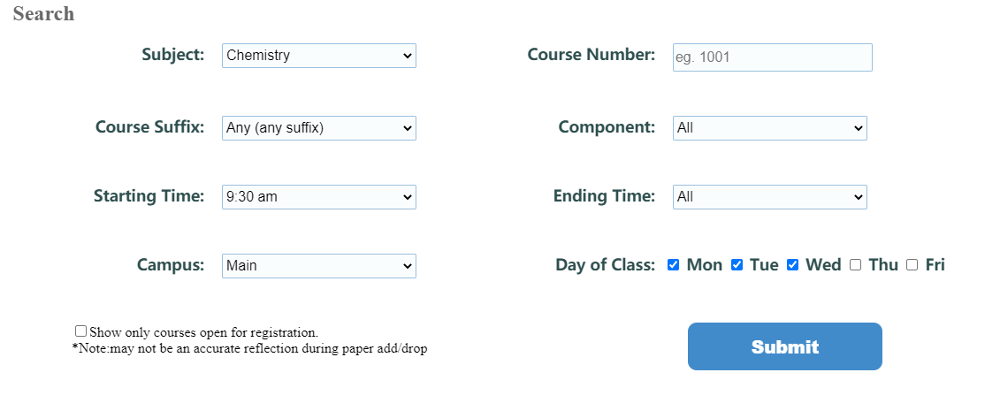 Search
Subject: Chemistry
Course Number: eg. 1001
Course Suffix: Any (any suffix)
Component: All
Starting Time: 9:30 am
Ending Time: All
Campus: Main
Day of Class: Mon Tue Wed Thu Fri
Show only courses open for registration.
*Note:may not be an accurate reflection during paper add/drop
Submit